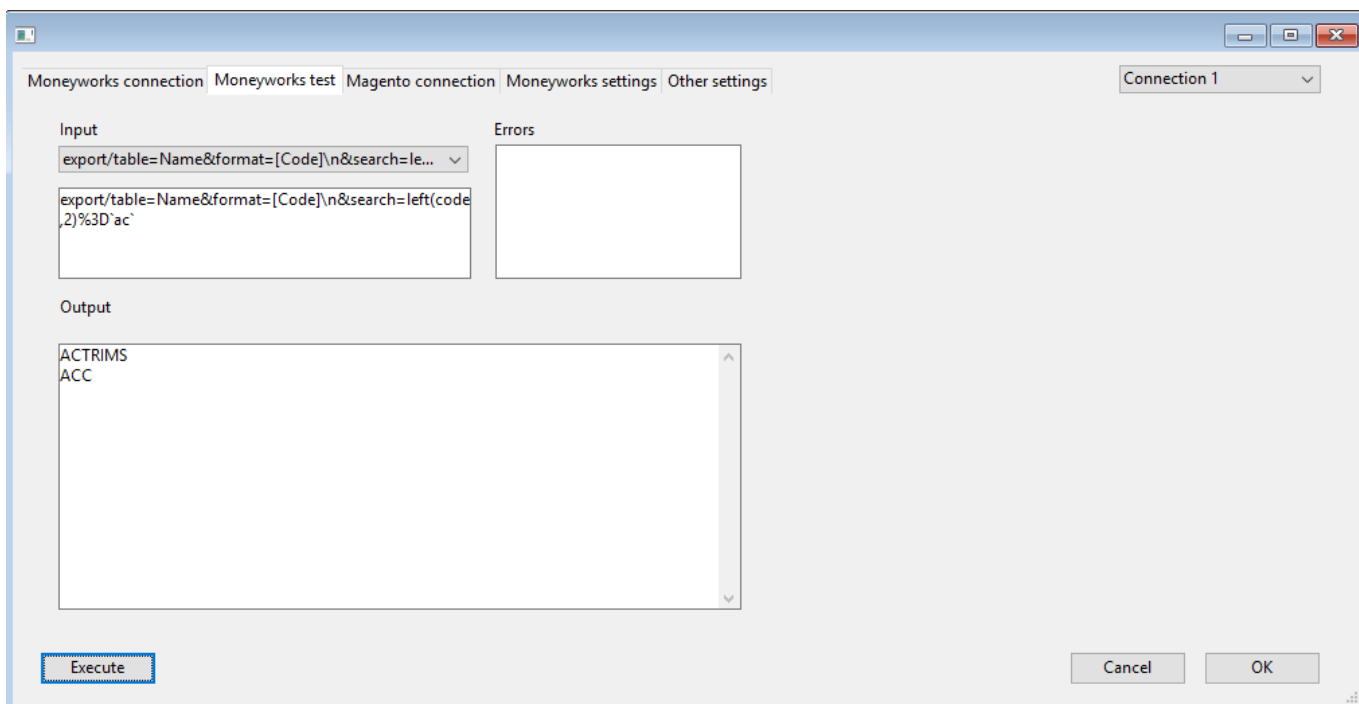 Moneyworks connection Moneyworks test Magento connection Moneyworks settings Other settings Connection 1
Input Errors
export/table=Name&format=[Code]\n&search=le...
export/table=Name&format=[Code]\n&search=left(code
,2)%3D`ac`
Output
ACTRIMS
ACC
Execute Cancel OK